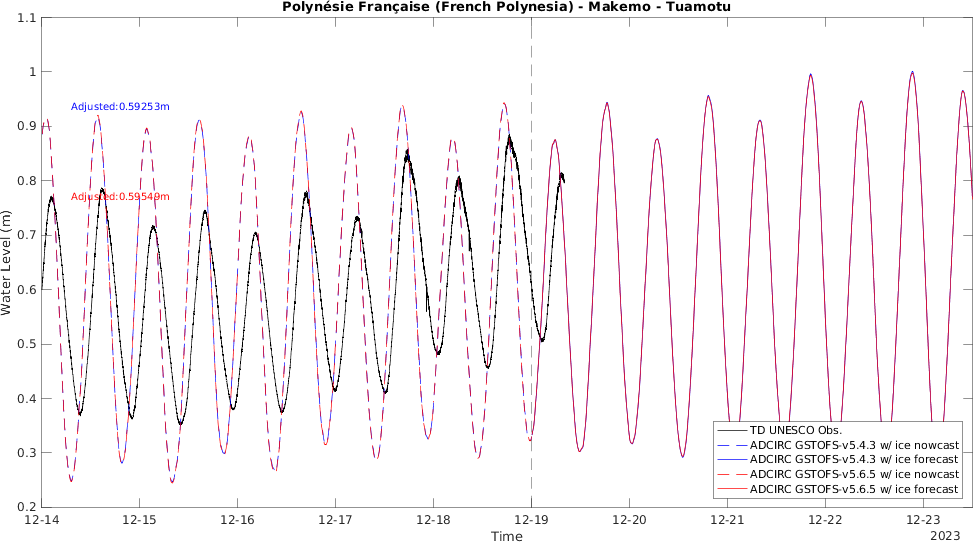 Polynésie Française (French Polynesia) - Makemo - Tuamotu
1.1
1
0.9
0.8
0.7
0.6
0.5
0.4
0.3
0.2
Water Level (m)
Adjusted:0.59253m
Adjusted:0.59549m
TD UNESCO Obs.
ADCIRC GSTOFS-v5.4.3 w/ ice nowcast
ADCIRC GSTOFS-v5.4.3 w/ ice forecast
ADCIRC GSTOFS-v5.6.5 w/ ice nowcast
ADCIRC GSTOFS-v5.6.5 w/ ice forecast
12-14 12-15 12-16 12-17 12-18 12-19 12-20 12-21 12-22 12-23
Time
2023